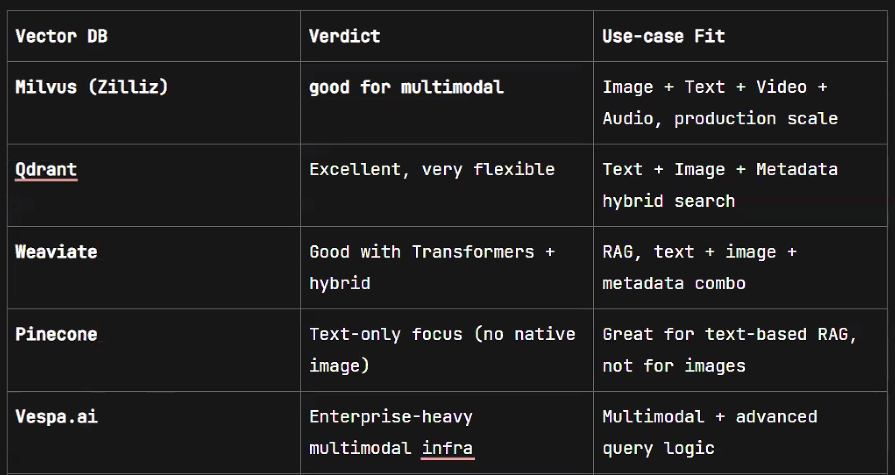 Vector DB Verdict Use-case Fit
Milvus (Zilliz) good for multimodal Image + Text + Video +
Audio, production scale
Qdrant Excellent, very flexible Text + Image + Metadata
hybrid search
Weaviate Good with Transformers + RAG, text + image +
hybrid metadata combo
Pinecone Text-only focus (no native Great for text-based RAG,
image) not for images
Vespa.ai Enterprise-heavy Multimodal + advanced
multimodal infra query logic